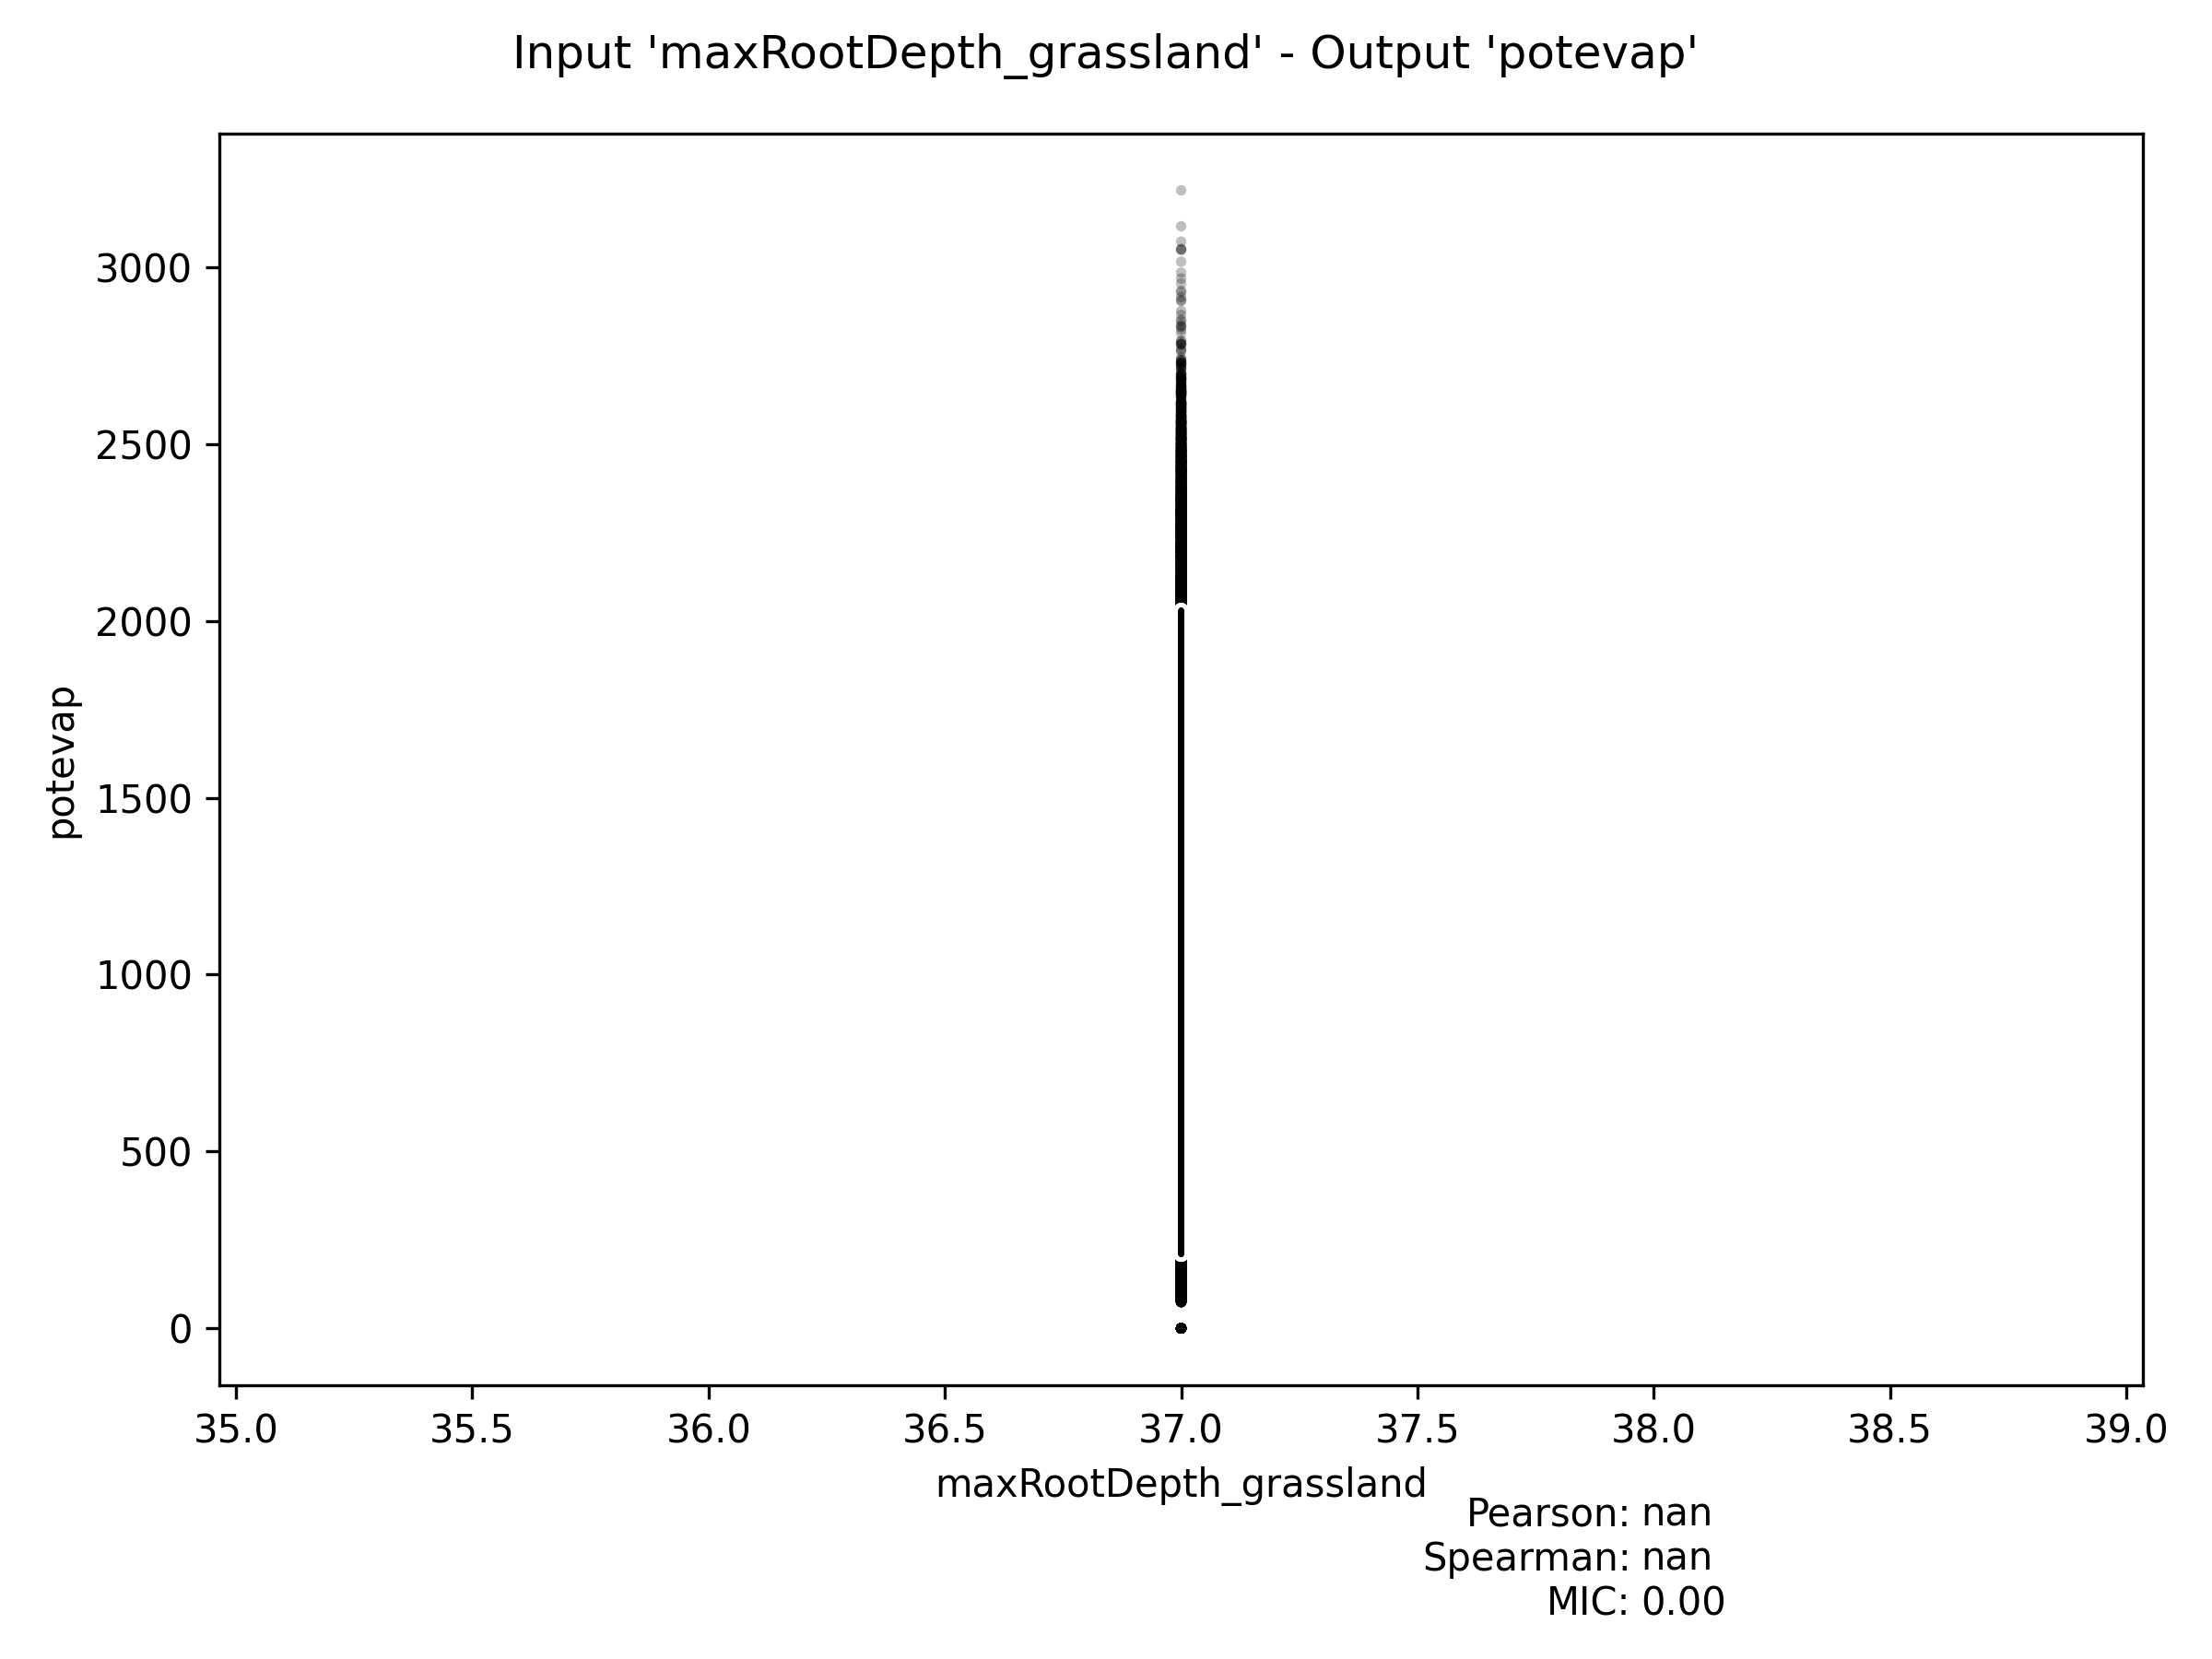 Input 'maxRootDepth_grassland' - Output 'potevap'
potevap
3000
2500
2000
1500
1000
500
0
35.0 35.5 36.0 36.5 37.0 37.5 38.0 38.5 39.0
maxRootDepth_grassland
Pearson: nan
Spearman: nan
MIC: 0.00